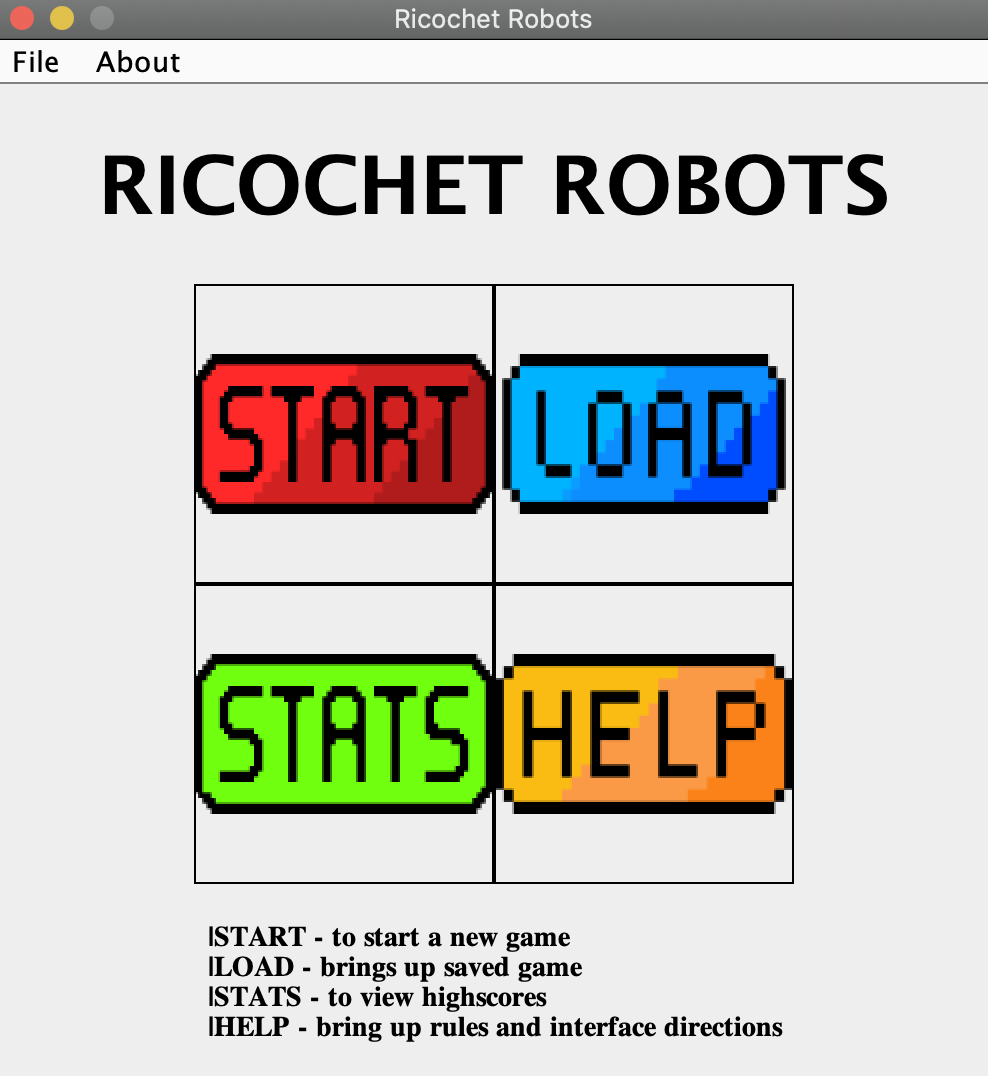 Ricochet Robots
File About
RICOCHET ROBOTS
START LOAD
STATS HELP
|START - to start a new game
|LOAD - brings up saved game
|STATS - to view highscores
|HELP - bring up rules and interface directions